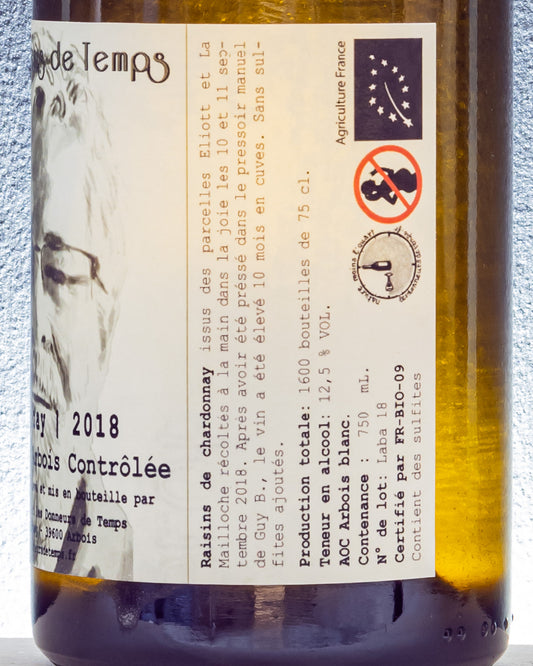 de Temps
2018
Contrôlée
et mis en bouteille par
les Donneurs de Temps
39600 Arbois
Raisins de chardonnay issus des parcelles Eliott et La
Mailloche récoltés à la main dans la joie les 10 et 11 sep-
tembre 2018. Après avoir été préssé dans le pressoir manuel
de Guy B., le vin a été élevé 10 mois en cuves. Sans sul-
fites ajoutés.
Production totale: 1600 bouteilles de 75 cl.
Teneur en alcool: 12,5 % VOL.
AOC Arbois blanc.
Contenance : 750 mL.
N° de lot: Laba 18
Certifié par FR-BIO-09
Contient des sulfites
Agriculture France